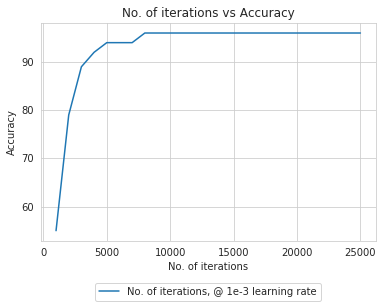 No. of iterations vs Accuracy
90
80
70
60
Accuracy
0 5000 10000 15000 20000 25000
No. of iterations
No. of iterations, @ 1e-3 learning rate